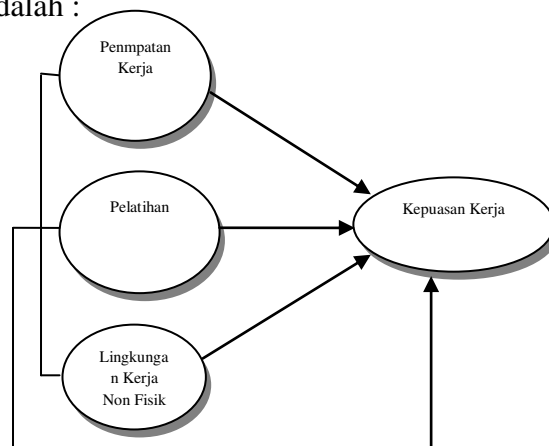 dalah :
Penmpatan
Kerja
Pelatihan
Kepuasan Kerja
Lingkunga
n Kerja
Non Fisik